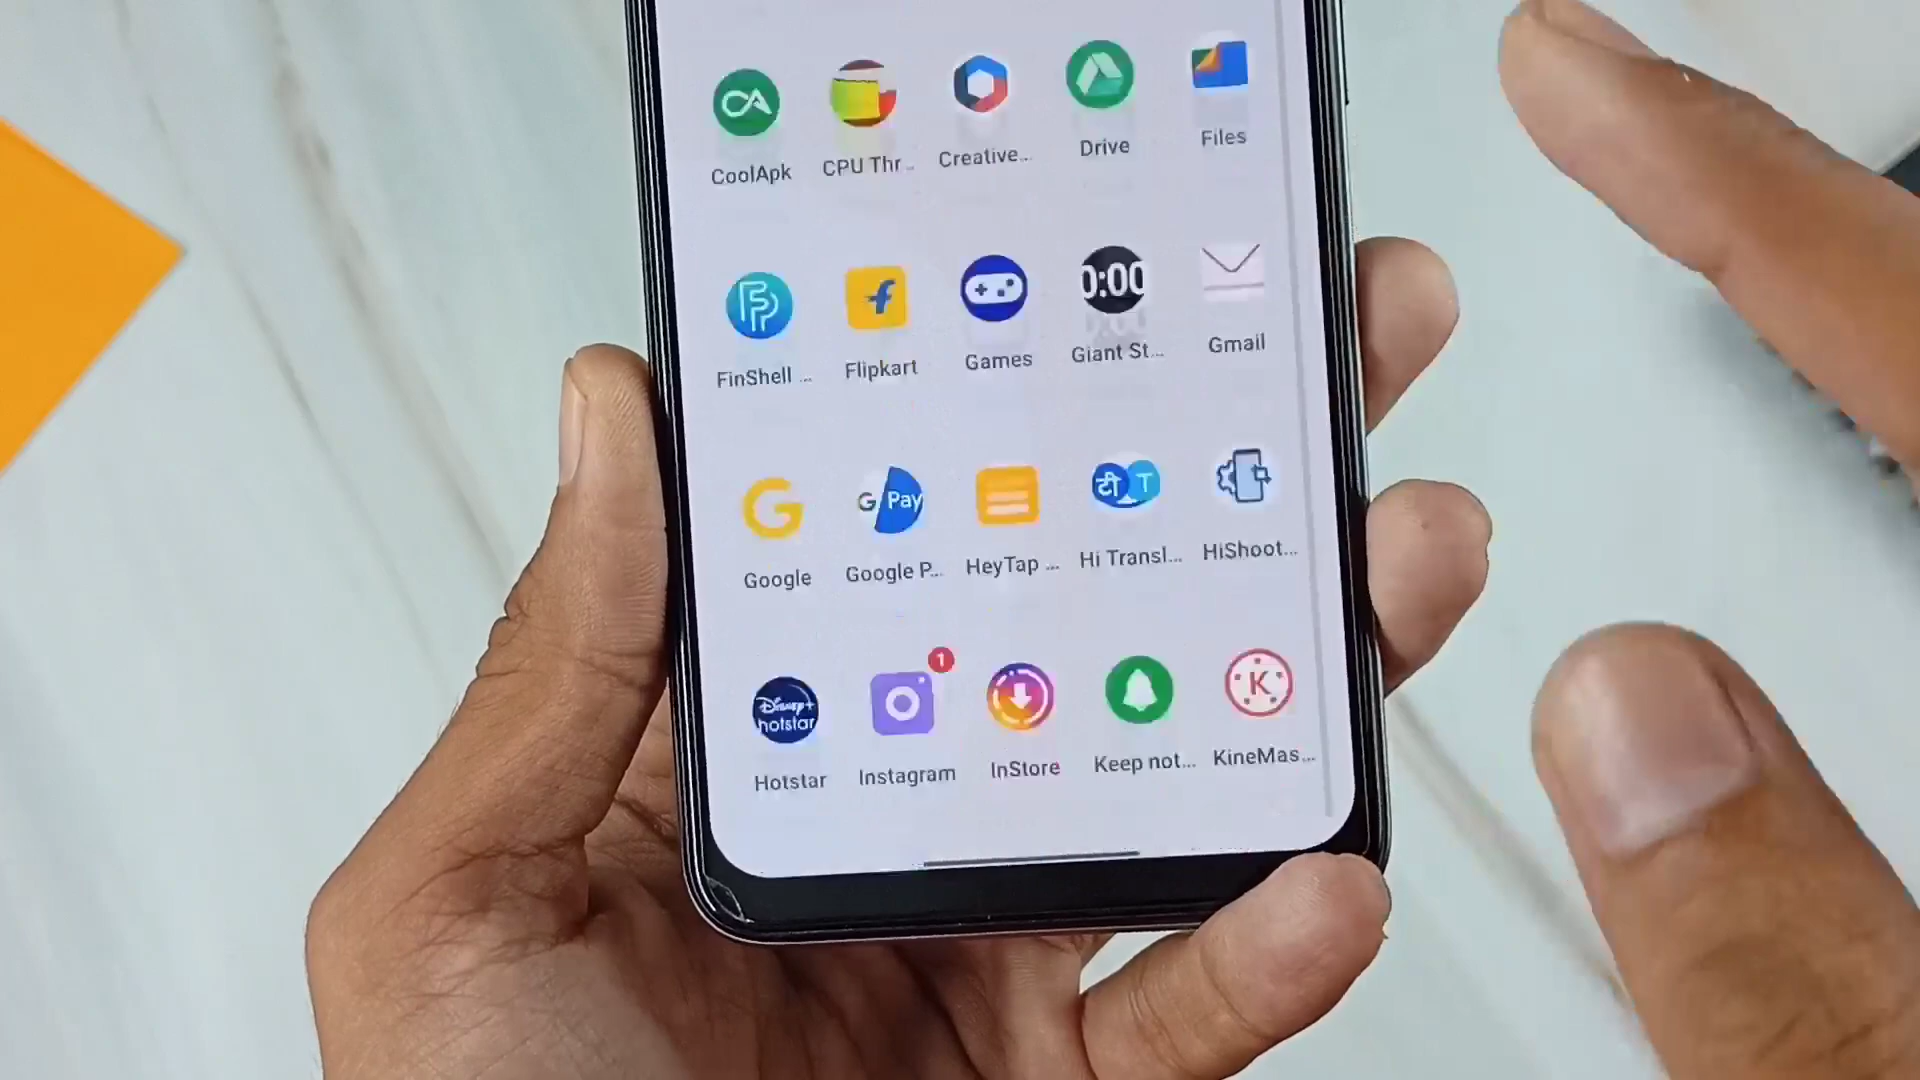 CA
CoolApk
CPU Thr..
Creative...
Drive
Files
FinShell ...
Flipkart
Games
0:00
Giant St...
Gmail
G
Google
G Pay
Google P...
HeyTap ...
टी T
Hi Transl...
HiShoot...
Disney+
hotstar
Hotstar
1
Instagram
InStore
Keep not...
K
KineMas...